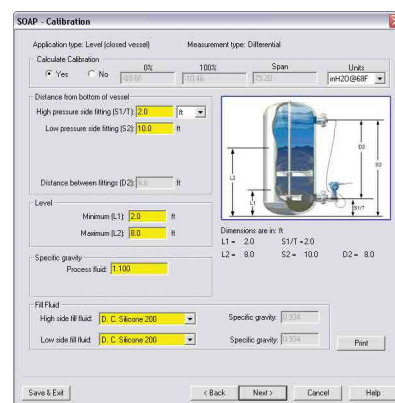 SOAP - Calibration
Application type: Level (closed vessel) Measurement type: Differential
Calculate Calibration
Yes No
0% 100% Span Units
-89.66 -10.46 79.20 inH2O@68F
Distance from bottom of vessel
High pressure side fitting (S1/T): 2.0 ft
Low pressure side fitting (S2): 10.0 ft
Distance between fittings (D2): 8.0 ft
D2
S2
L2
L1
S1/T
Level
Minimum (L1): 2.0 ft
Maximum (L2): 8.0 ft
Dimensions are in: ft
L1 = 2.0 S1/T = 2.0
L2 = 8.0 S2 = 10.0 D2 = 8.0
Specific gravity
Process fluid: 1.100
Fill Fluid
High side fill fluid: D. C. Silicone 200 Specific gravity: 0.934
Low side fill fluid: D. C. Silicone 200 Specific gravity: 0.934
Print
Save & Exit < Back Next > Cancel Help